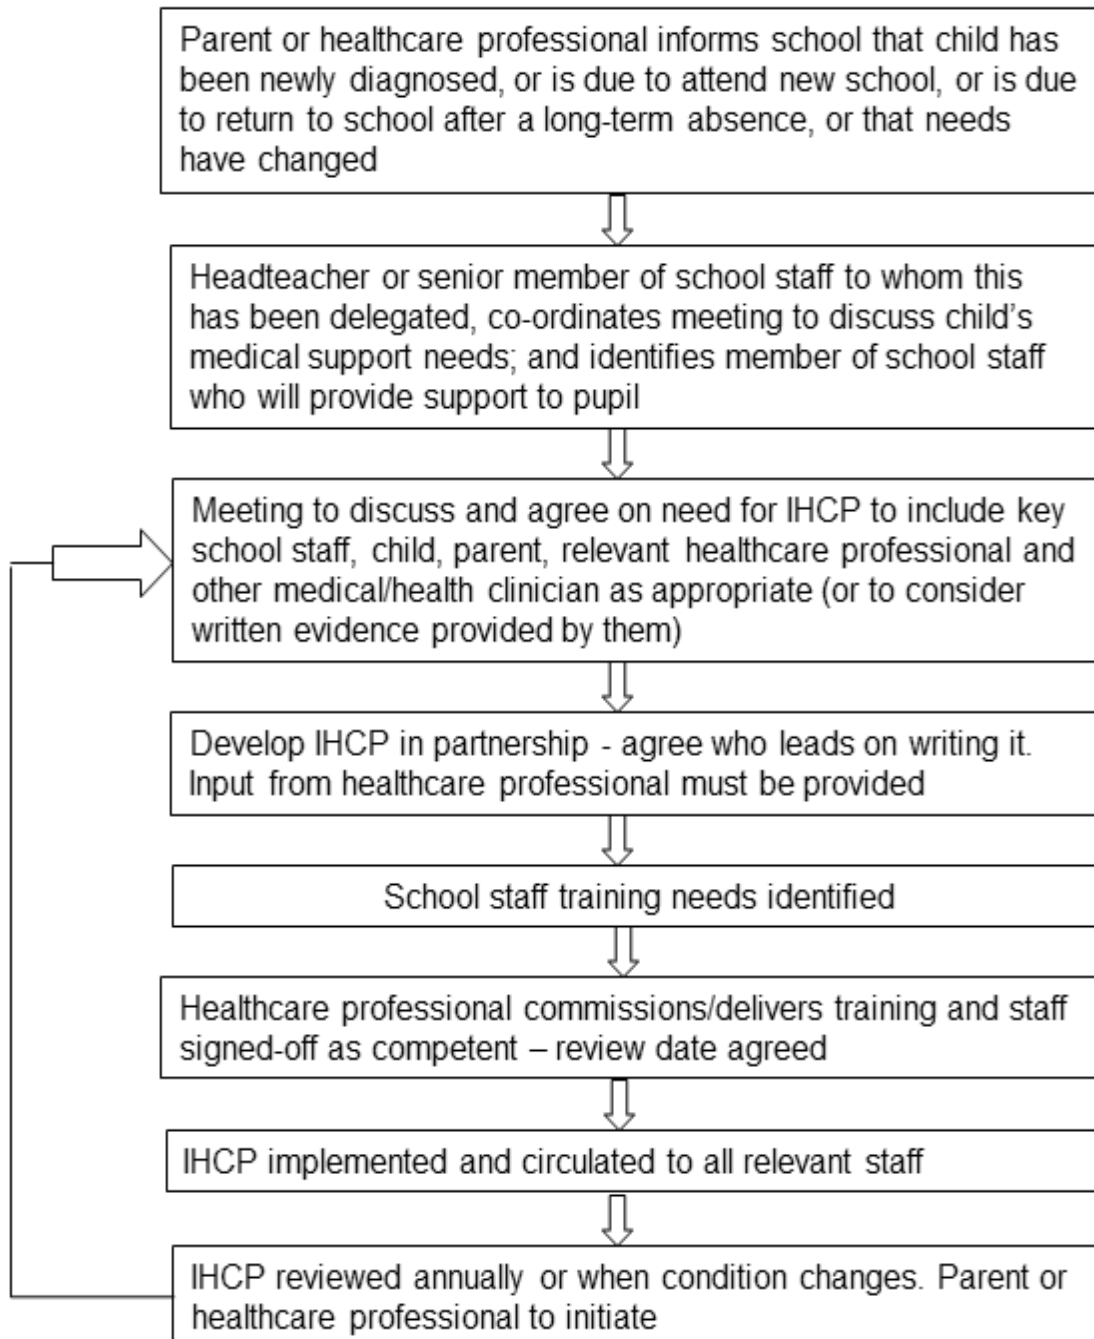 Parent or healthcare professional informs school that child has
been newly diagnosed, or is due to attend new school, or is due
to return to school after a long-term absence, or that needs
have changed
Headteacher or senior member of school staff to whom this
has been delegated, co-ordinates meeting to discuss child’s
medical support needs; and identifies member of school staff
who will provide support to pupil
Meeting to discuss and agree on need for IHCP to include key
school staff, child, parent, relevant healthcare professional and
other medical/health clinician as appropriate (or to consider
written evidence provided by them)
Develop IHCP in partnership - agree who leads on writing it.
Input from healthcare professional must be provided
School staff training needs identified
Healthcare professional commissions/delivers training and staff
signed-off as competent – review date agreed
IHCP implemented and circulated to all relevant staff
IHCP reviewed annually or when condition changes. Parent or
healthcare professional to initiate